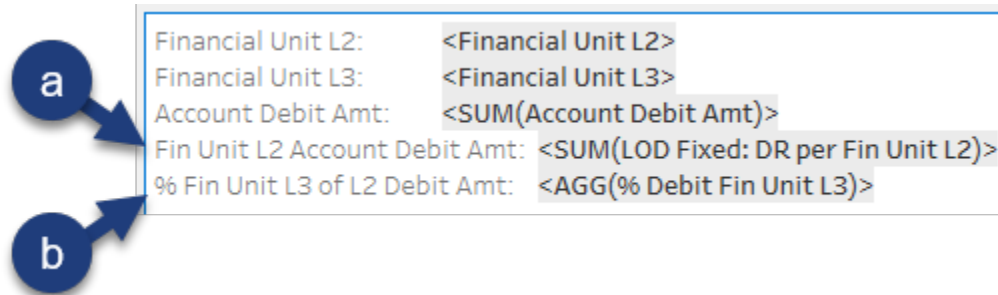 Financial Unit L2: <Financial Unit L2>
Financial Unit L3: <Financial Unit L3>
a
Account Debit Amt: <SUM(Account Debit Amt)>
Fin Unit L2 Account Debit Amt: <SUM(LOD Fixed: DR per Fin Unit L2)>
% Fin Unit L3 of L2 Debit Amt: <AGG(% Debit Fin Unit L3)>
b